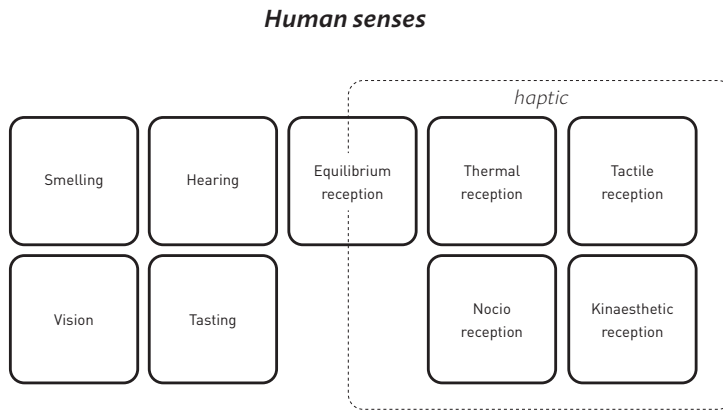 Human senses
haptic
Smelling
Hearing
Equilibrium
reception
Thermal
reception
Tactile
reception
Vision
Tasting
Nocio
reception
Kinaesthetic
reception